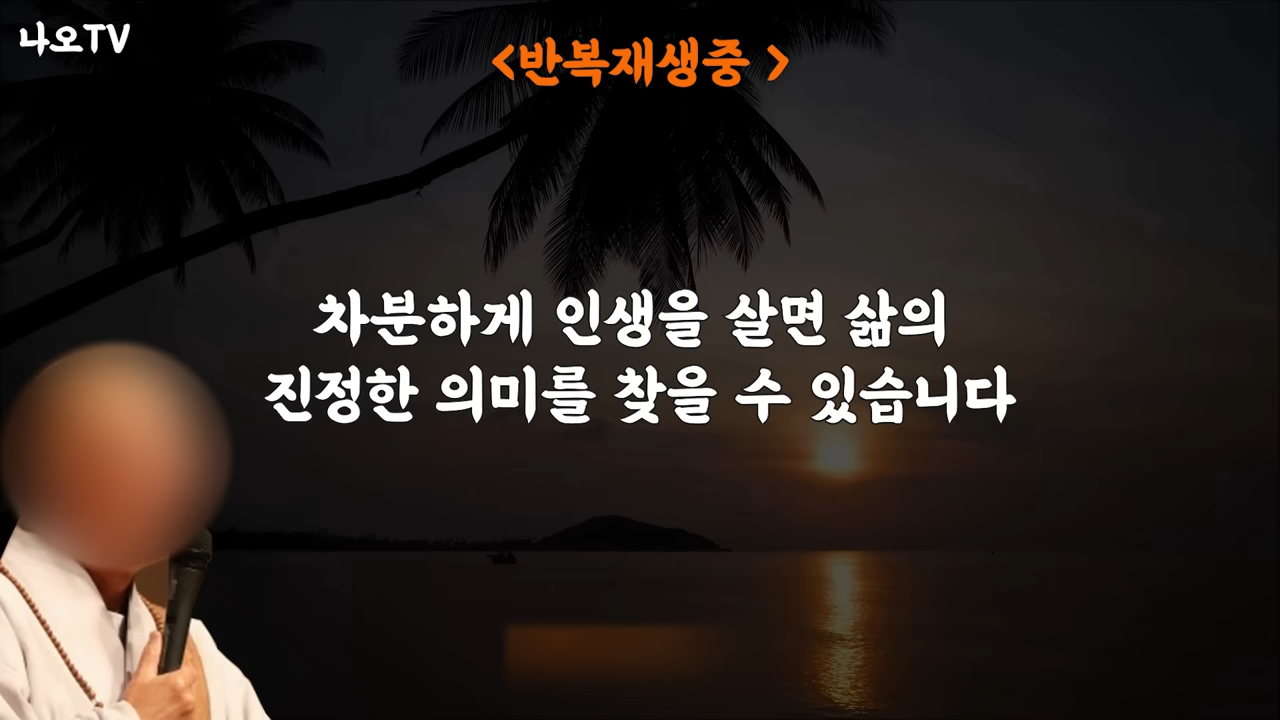 나오TV
<반복재생중 >
차분하게 인생을 살면 삶의
진정한 의미를 찾을 수 있습니다